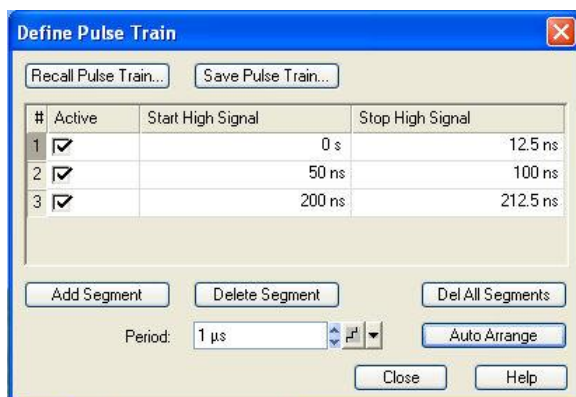 Define Pulse Train
Recall Pulse Train... Save Pulse Train...
# Active Start High Signal Stop High Signal
1 0 s 12.5 ns
2 50 ns 100 ns
3 200 ns 212.5 ns
Add Segment Delete Segment Del All Segments
Period: 1 µs Auto Arrange
Close Help